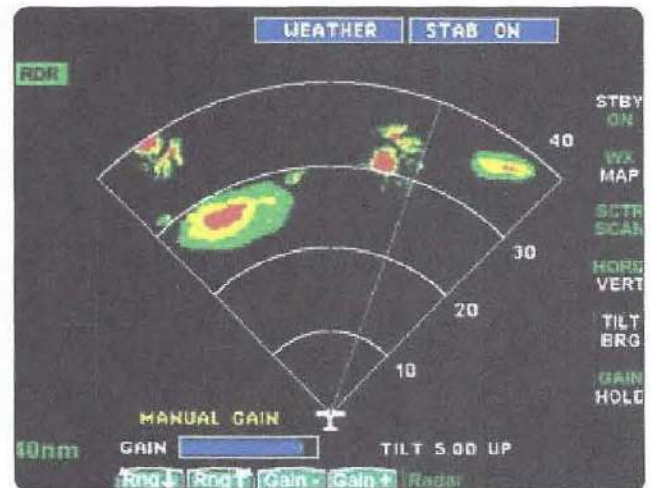 WEATHER
STAB ON
RDR
STBY
ON
40
WX
MAP
SCTR
SCAN
30
HORZ
VERT
20
TILT
BRG
10
GAIN
HOLD
MANUAL GAIN
40nm
GAIN
TILT 5.00 UP
Rng↓
Rng↑
Gain -
Gain +
Radar